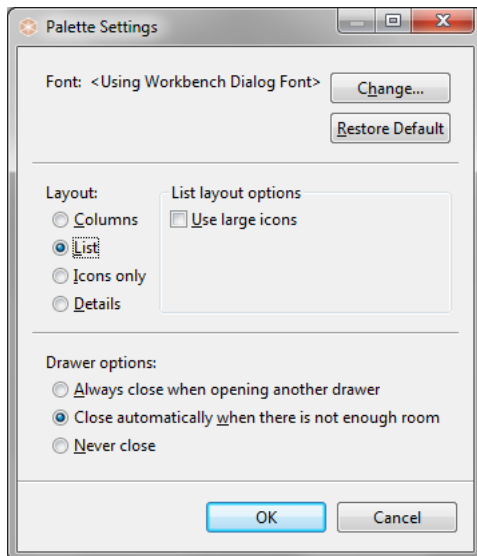 Palette Settings
Font: <Using Workbench Dialog Font> Change...
Restore Default
Layout: List layout options
Columns Use large icons
List
Icons only
Details
Drawer options:
Always close when opening another drawer
Close automatically when there is not enough room
Never close
OK Cancel